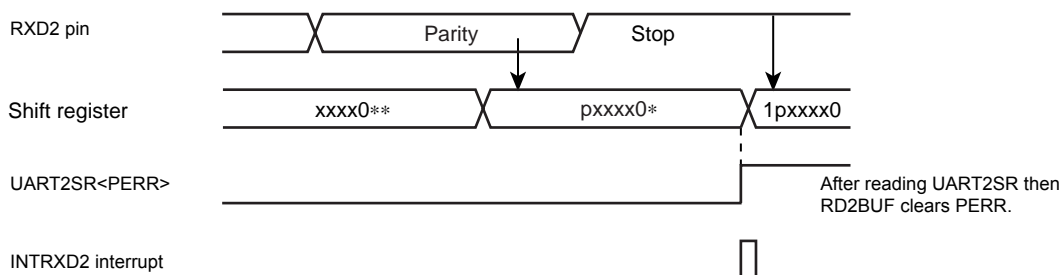 RXD2 pin
Parity
Stop
Shift register
xxxx0**
pxxxx0*
1pxxxx0
UART2SR<PERR>
After reading UART2SR then
RD2BUF clears PERR.
INTRXD2 interrupt